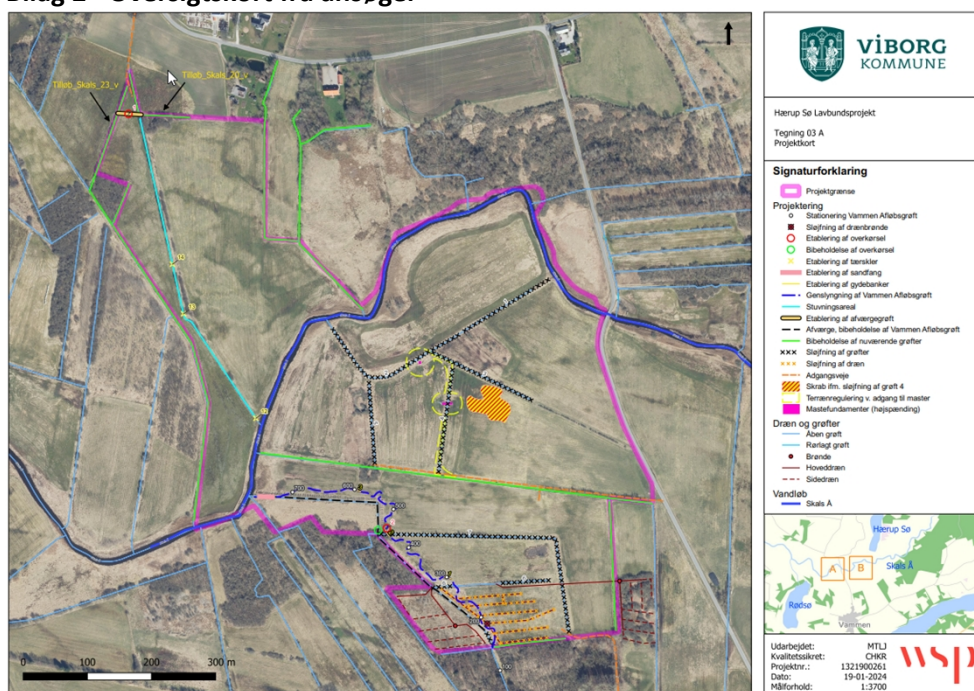 VIBORG
KOMMUNE
Hærup Sø Lavbundsprojekt
Tegning 03 A
Projektkort
Signaturforklaring
Projektgrænse
Projektering
Stationering Vammen Afløbsgrøft
Sløjfning af drænbrønde
Etablering af overkørsel
Bibeholdelse af overkørsel
Etablering af tærskler
Etablering af sandfang
Etablering af gydebanker
Genslyngning af Vammen Afløbsgrøft
Stuvningsareal
Etablering af afværgegrøft
Afværge, bibeholdelse af Vammen Afløbsgrøft
Bibeholdelse af nuværende grøfter
Sløjfning af grøfter
Sløjfning af dræn
Adgangsveje
Skrab ifm. sløjfning af grøft 4
Terrænregulering v. adgang til master
Mastefundamenter (højspænding)
Dræn og grøfter
Åben grøft
Rørlagt grøft
Brønde
Hoveddræn
Sidedræn
Vandløb
Skals Å
Tilløb_Skals_23_v
Tilløb_Skals_20_v
0 100 200 300 m
Hærup Sø
Skals Å
A
B
Rødsø
Vammen
Udarbejdet: MTLJ
Kvalitetssikret: CHKR
Projektnr.: 1321900261
Dato: 19-01-2024
Målforhold: 1:3700
wsp